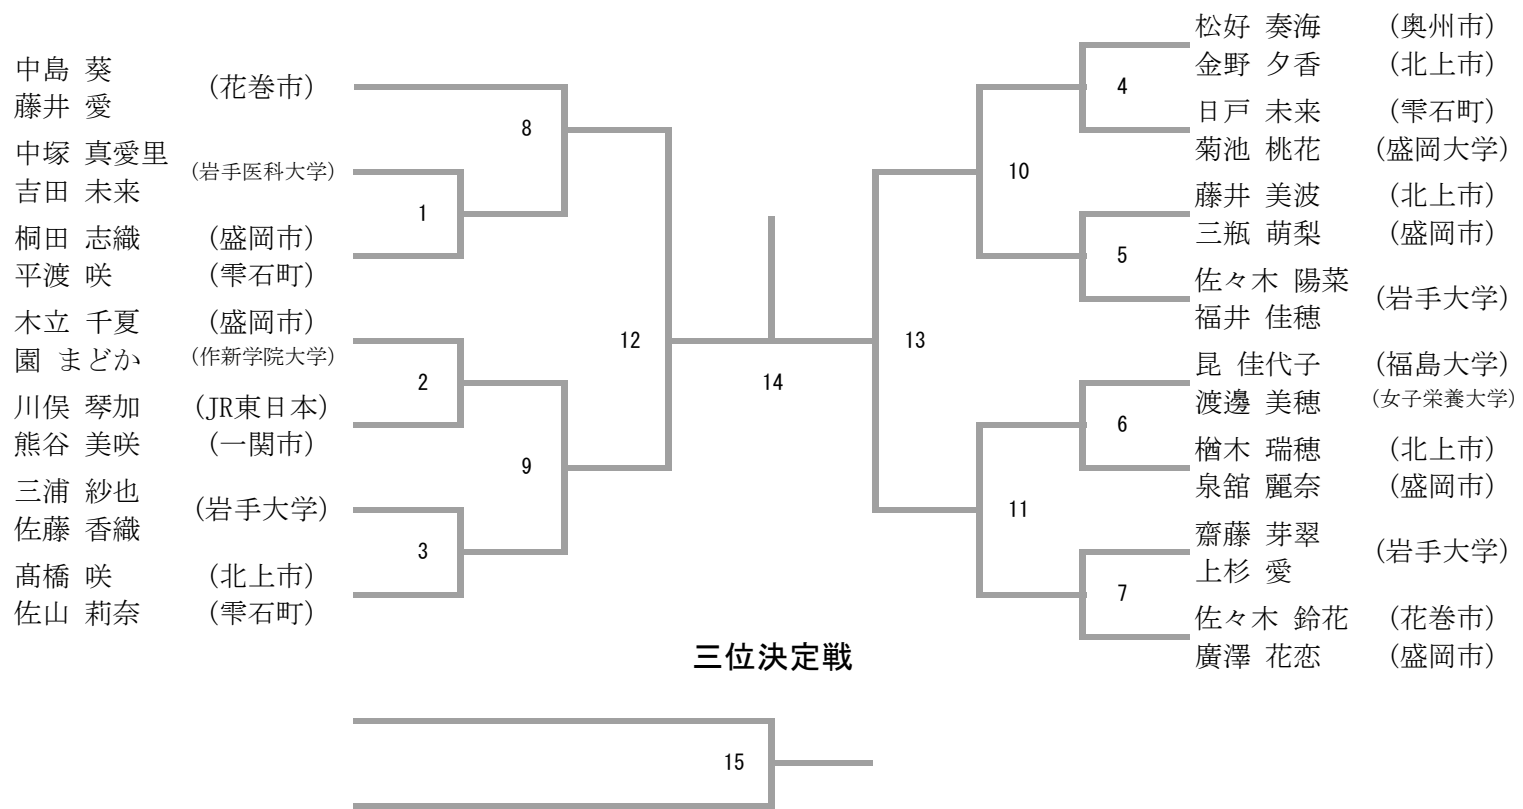 中島 葵
藤井 愛
(花巻市)
8
中塚 真愛里
吉田 未来
(岩手医科大学)
1
桐田 志織 (盛岡市)
平渡 咲 (雫石町)
木立 千夏 (盛岡市)
園 まどか (作新学院大学)
2
川俣 琴加 (JR東日本)
熊谷 美咲 (一関市)
9
三浦 紗也
佐藤 香織
(岩手大学)
3
髙橋 咲 (北上市)
佐山 莉奈 (雫石町)
12
14
13
松好 奏海 (奥州市)
金野 夕香 (北上市)
4
日戸 未来 (雫石町)
菊池 桃花 (盛岡大学)
10
藤井 美波 (北上市)
三瓶 萌梨 (盛岡市)
5
佐々木 陽菜
福井 佳穂
(岩手大学)
昆 佳代子 (福島大学)
渡邊 美穂 (女子栄養大学)
6
楢木 瑞穂 (北上市)
泉舘 麗奈 (盛岡市)
11
齋藤 芽翠
上杉 愛
(岩手大学)
7
佐々木 鈴花 (花巻市)
廣澤 花恋 (盛岡市)
三位決定戦
15